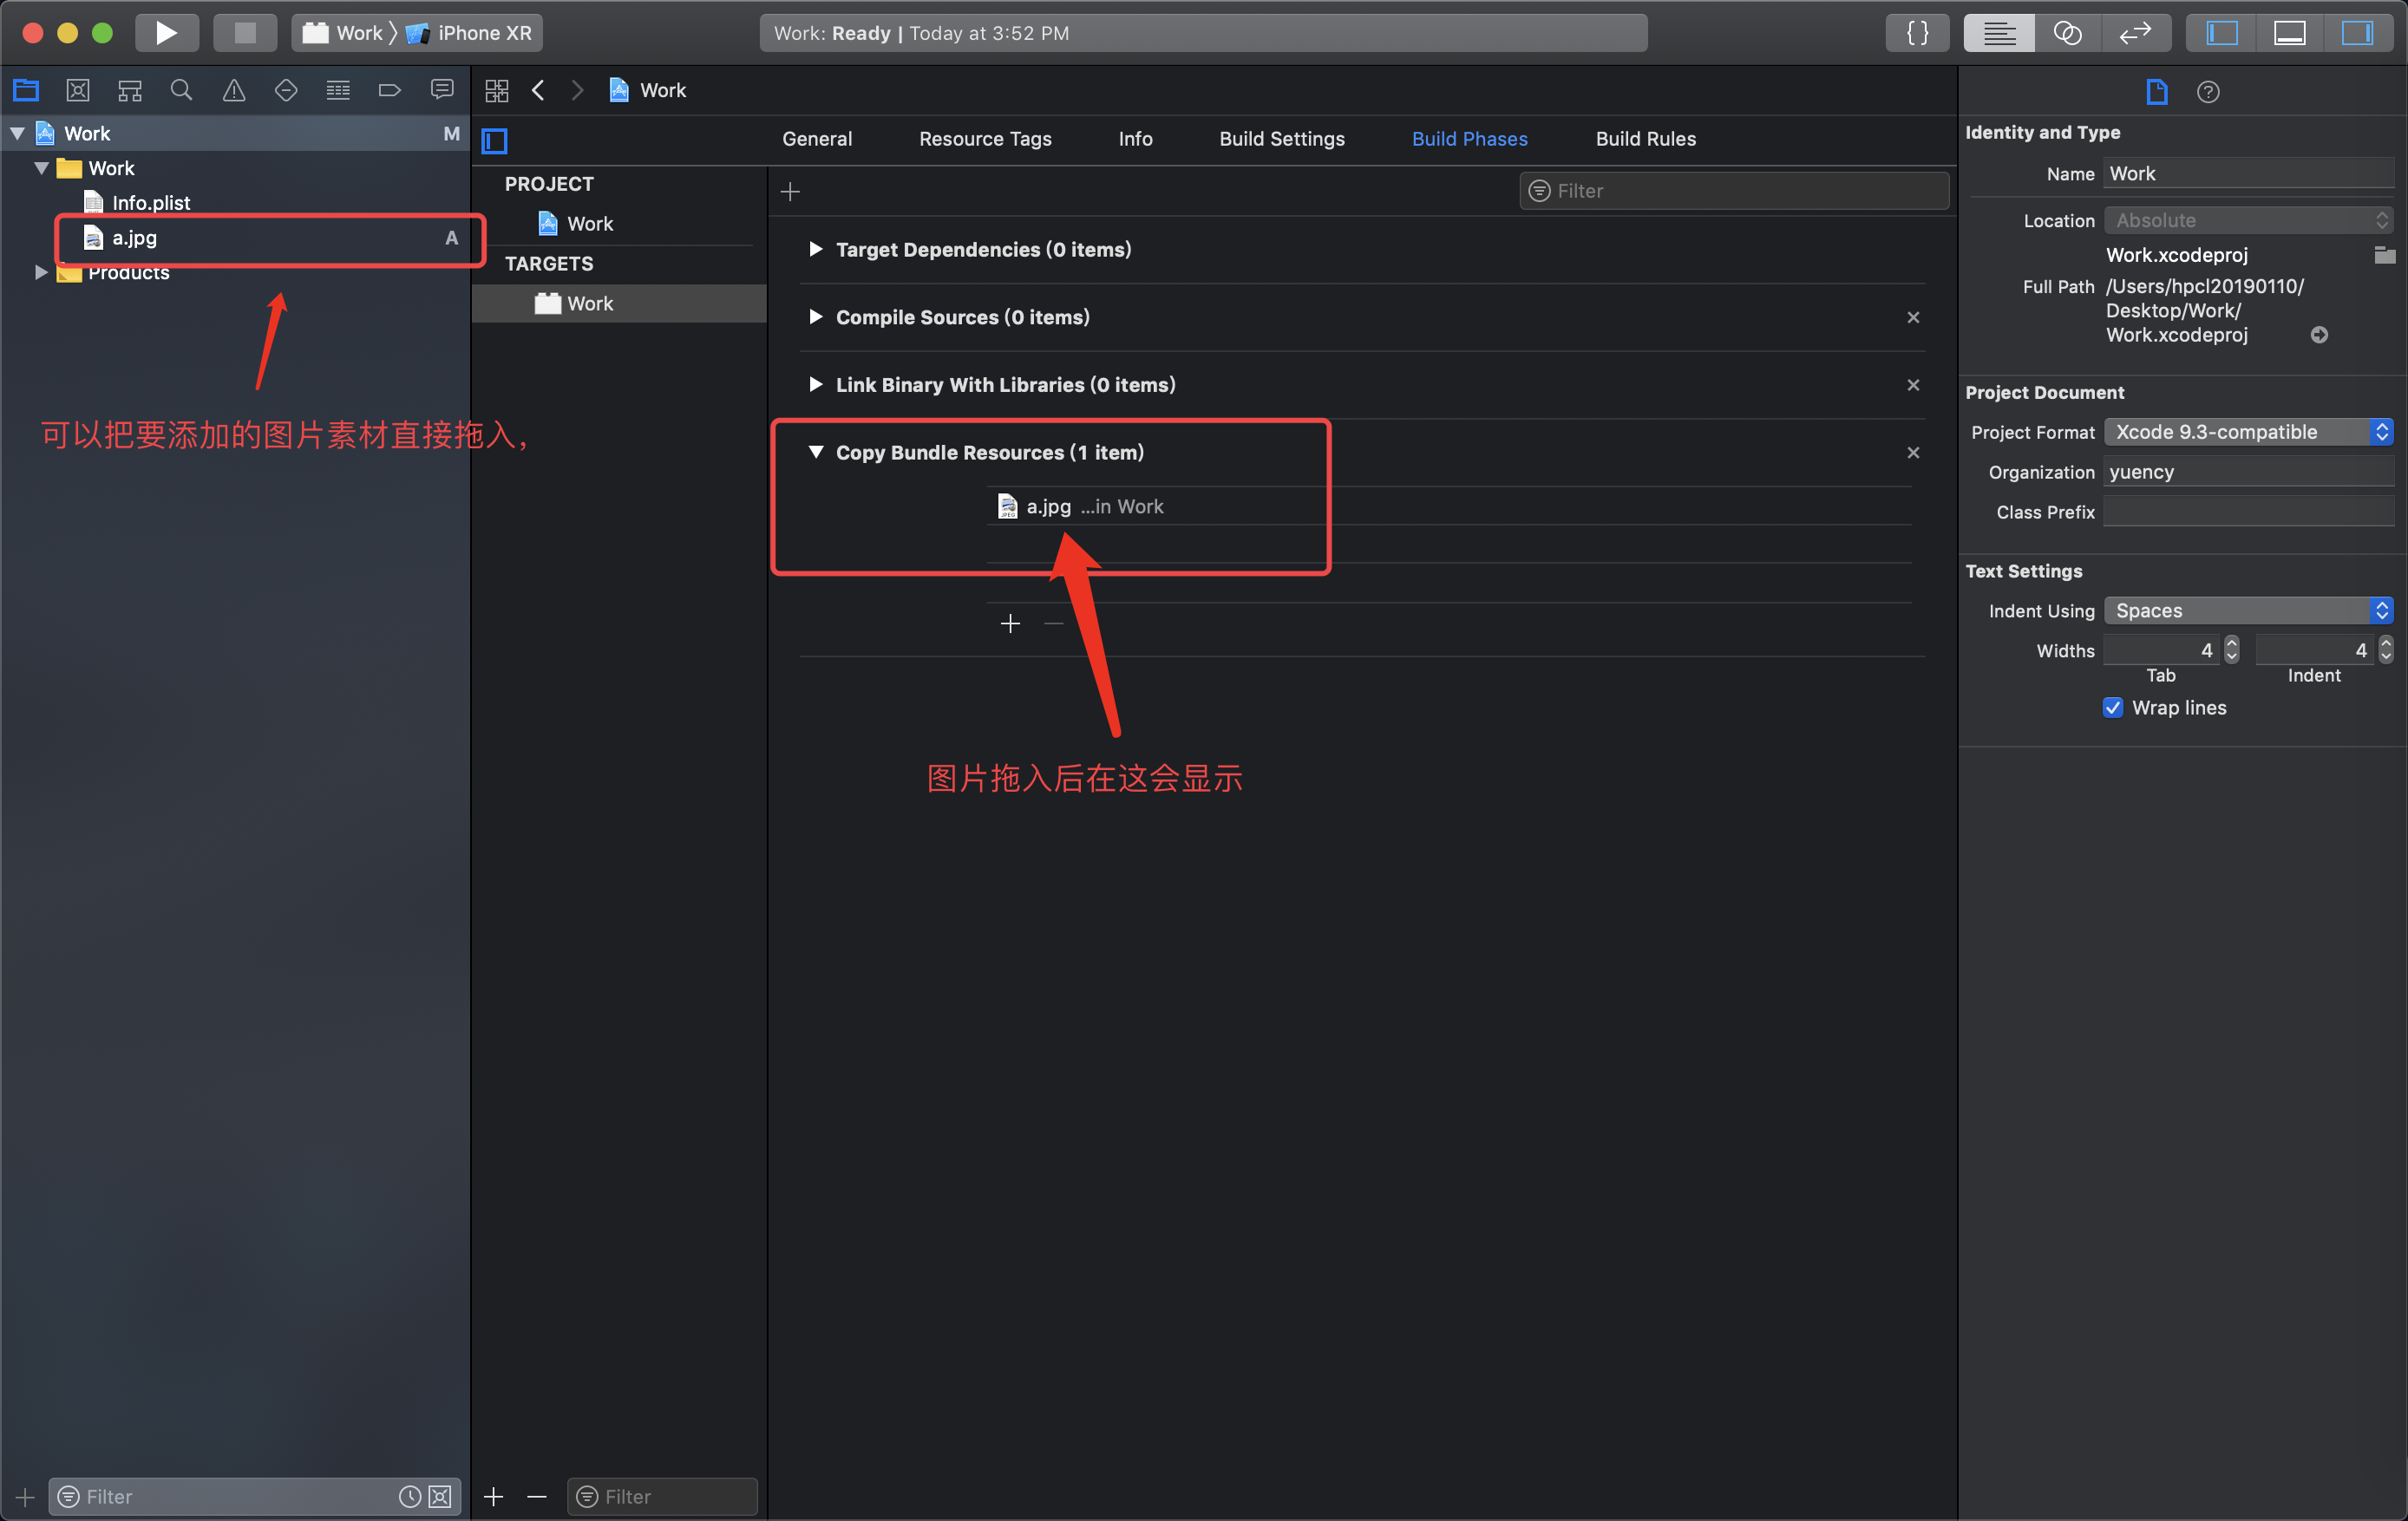 Work
iPhone XR
Work: Ready | Today at 3:52 PM
{ }
Work
Work
M
Work
Info.plist
a.jpg
A
Products
可以把要添加的图片素材直接拖入，
General
Resource Tags
Info
Build Settings
Build Phases
Build Rules
PROJECT
Work
TARGETS
Work
Filter
Target Dependencies (0 items)
Compile Sources (0 items)
Link Binary With Libraries (0 items)
Copy Bundle Resources (1 item)
a.jpg ...in Work
图片拖入后在这会显示
Identity and Type
Name Work
Location Absolute
Work.xcodeproj
Full Path /Users/hpcl20190110/
Desktop/Work/
Work.xcodeproj
Project Document
Project Format Xcode 9.3-compatible
Organization yuency
Class Prefix
Text Settings
Indent Using Spaces
Widths 4 4
Tab Indent
Wrap lines
Filter
Filter